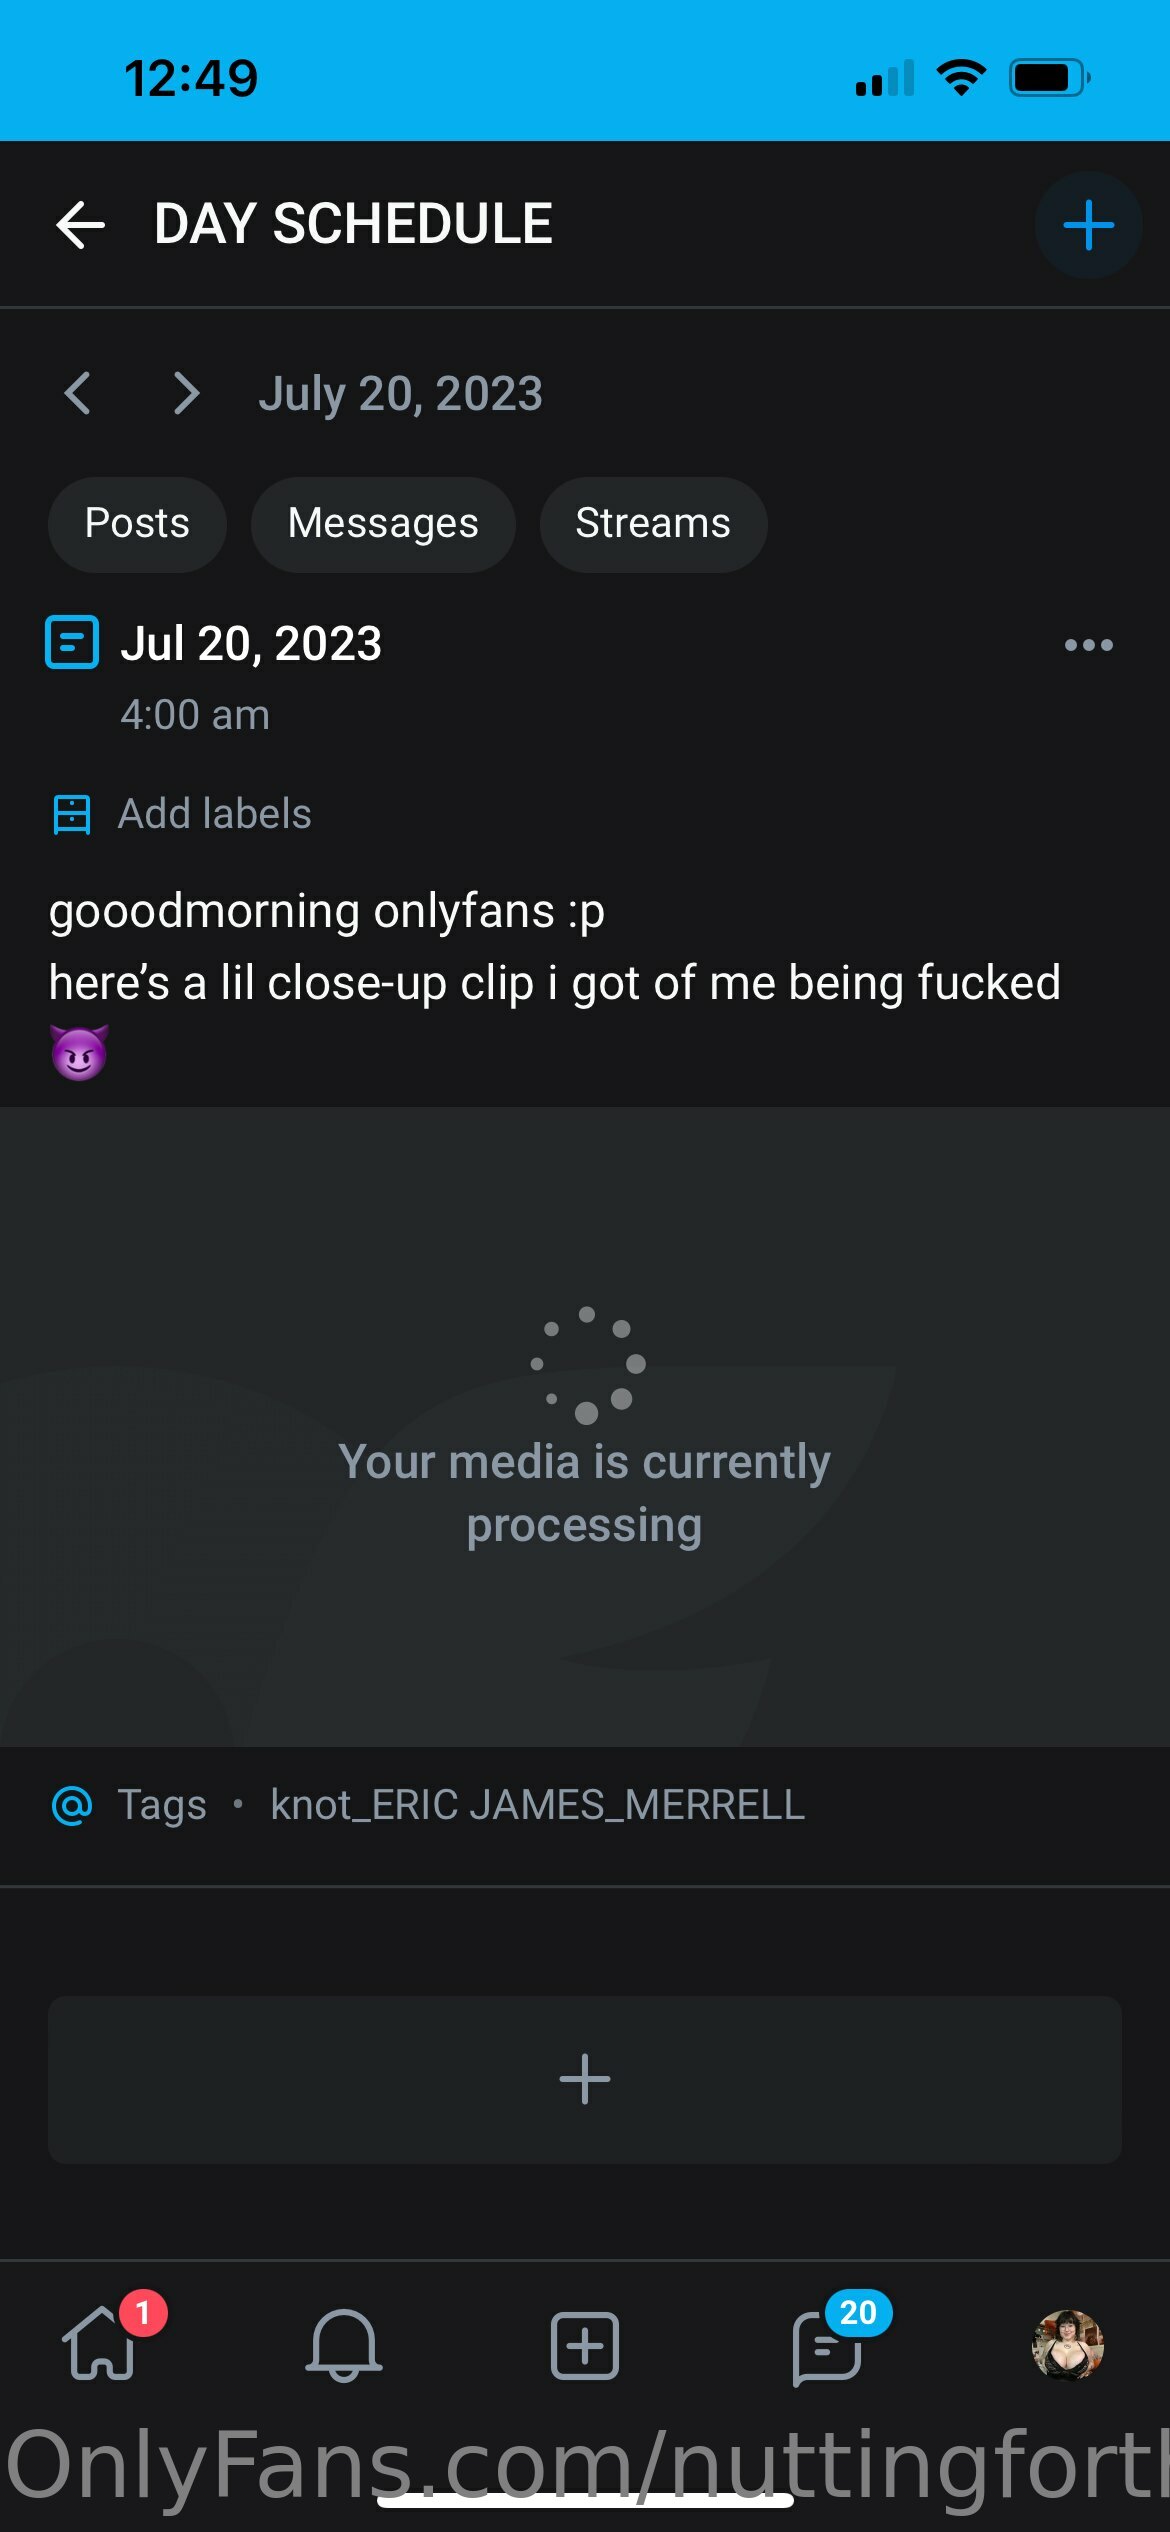 12:49
DAY SCHEDULE
July 20, 2023
Posts
Messages
Streams
Jul 20, 2023
4:00 am
Add labels
gooodmorning onlyfans :p
here’s a lil close-up clip i got of me being fucked
😈
Your media is currently
processing
Tags • knot_ERIC JAMES_MERRELL
1
20
OnlyFans.com/nuttingforth